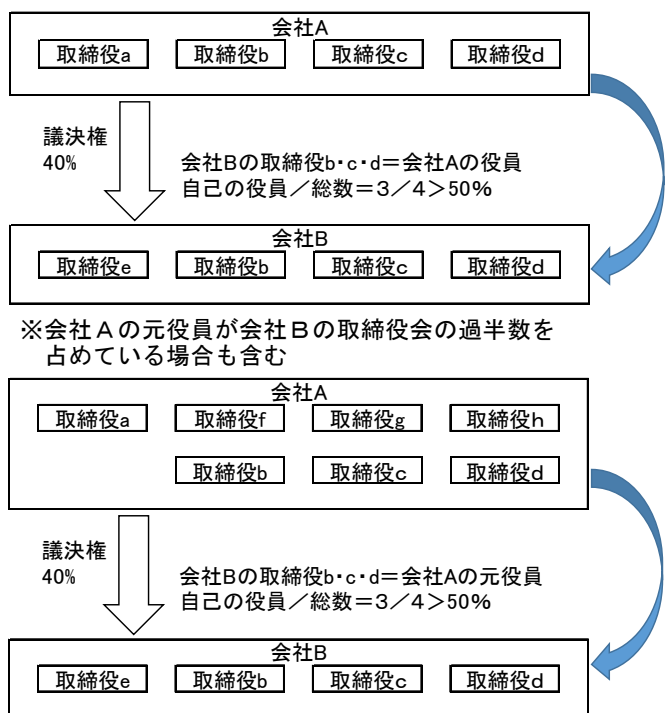 会社A
取締役a 取締役b 取締役c 取締役d
議決権
40%
会社Bの取締役b・c・d＝会社Aの役員
自己の役員／総数＝３／４＞50%
会社B
取締役e 取締役b 取締役c 取締役d
※会社Ａの元役員が会社Ｂの取締役会の過半数を
占めている場合も含む
会社A
取締役a 取締役f 取締役g 取締役h
取締役b 取締役c 取締役d
議決権
40%
会社Bの取締役b・c・d＝会社Aの元役員
自己の役員／総数＝３／４＞50%
会社B
取締役e 取締役b 取締役c 取締役d